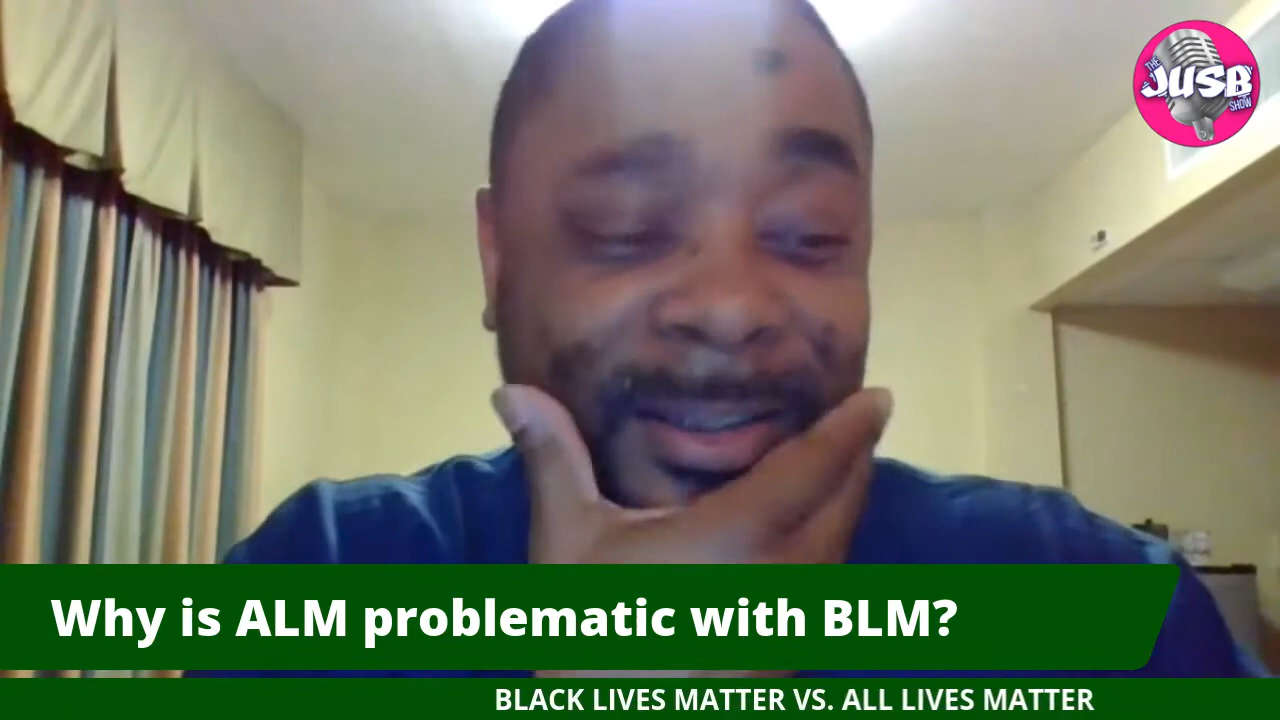 THE
JUSB
SHOW
Why is ALM problematic with BLM?
BLACK LIVES MATTER VS. ALL LIVES MATTER